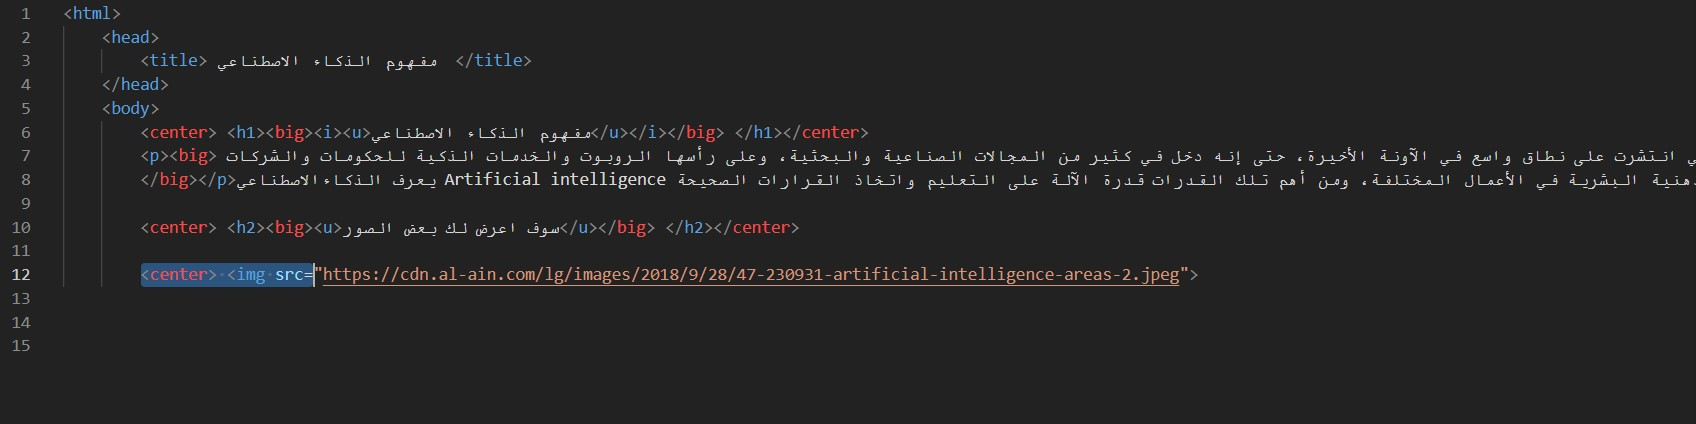 1 <html>
2 <head>
3 <title> مفهوم الذكاء الاصطناعي </title>
4 </head>
5 <body>
6 <center> <h1><big><i><u>مفهوم الذكاء الاصطناعي</u></i></big> </h1></center>
7 <p><big> انتشرت على نطاق واسع في الآونة الأخيرة، حتى إنه دخل في كثير من المجالات الصناعية والبحثية، وعلى رأسها الروبوت والخدمات الذكية للحكومات والشركات
8 </big></p>يعرف الذكاءالاصطناعي Artificial intelligence البشرية في الأعمال المختلفة، ومن أهم تلك القدرات قدرة الآلة على التعليم واتخاذ القرارات الصحيحة
9
10 <center> <h2><big><u>سوف اعرض لك بعض الصور</u></big> </h2></center>
11
12 <center> <img src="https://cdn.al-ain.com/lg/images/2018/9/28/47-230931-artificial-intelligence-areas-2.jpeg">
13
14
15